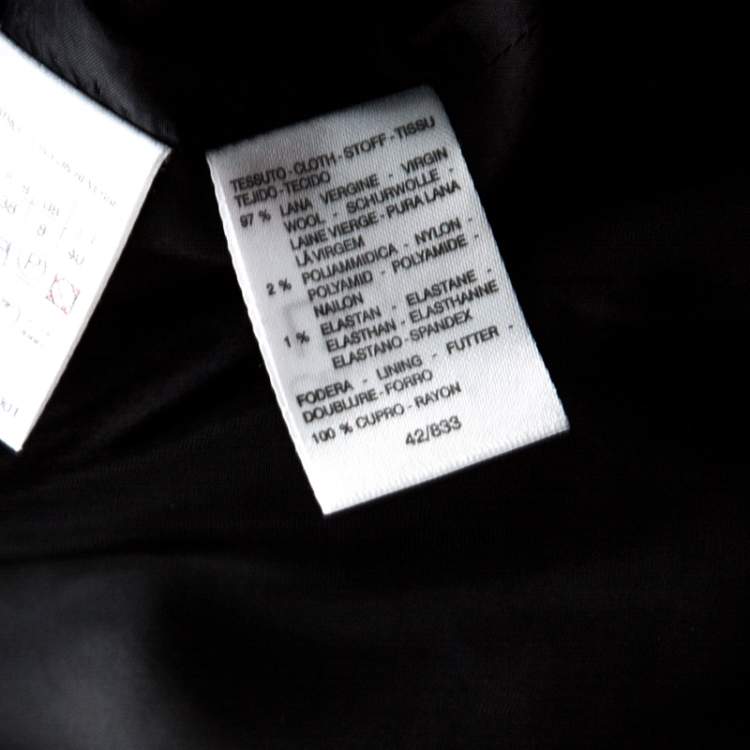 TESSUTO-CLOTH-STOFF-TISSU
TEJIDO-TECIDO
97 % LANA VERGINE - VIRGIN
WOOL - SCHURWOLLE -
LAINE VIERGE-PURA LANA
LÀ VIRGEM
2 % POLIAMMIDICA - NYLON -
POLYAMID - POLYAMIDE -
NAILON
1 % ELASTAN - ELASTANE -
ELASTHAN - ELASTHANNE
ELASTANO-SPANDEX
FODERA - LINING - FUTTER -
DOUBLURE-FORRO
100 % CUPRO-RAYON
42/833